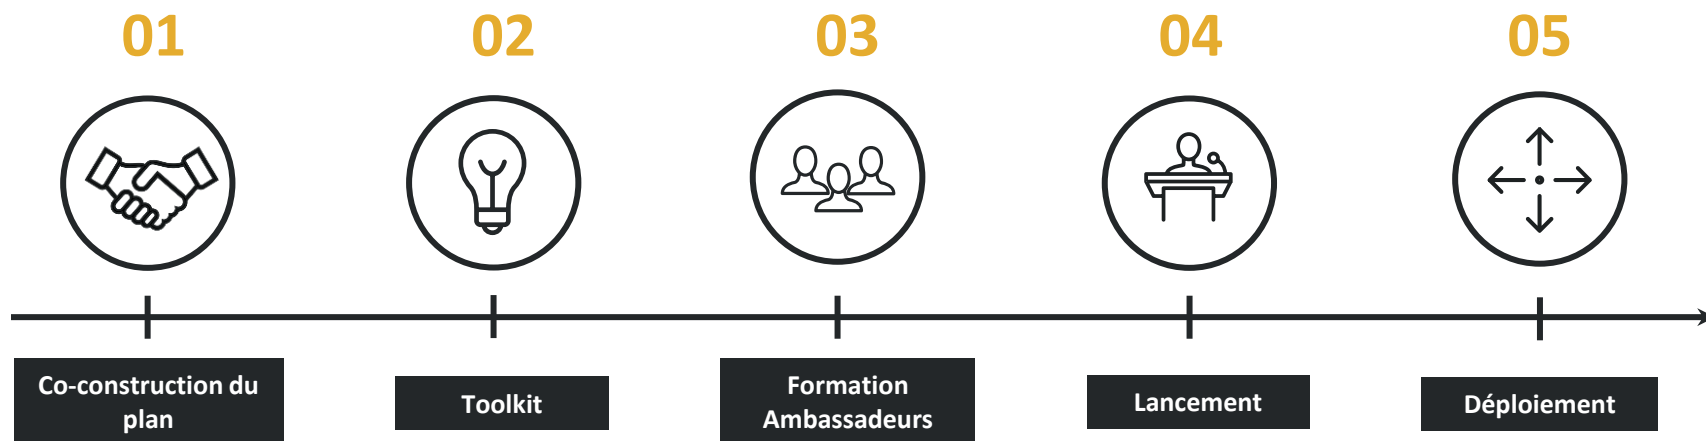 01
02
03
04
05
Co-construction du
plan
Toolkit
Formation
Ambassadeurs
Lancement
Déploiement